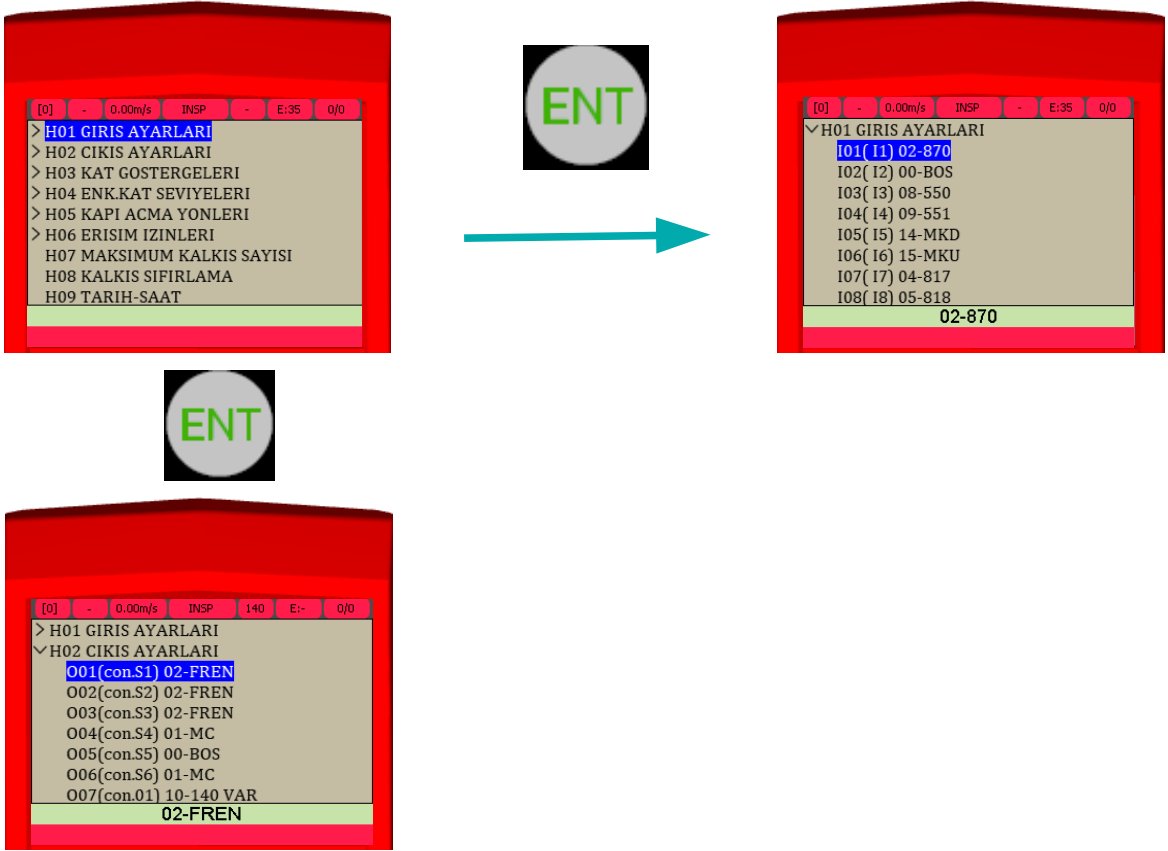 [0] - 0.00m/s INSP - E:35 0/0
H01 GIRIS AYARLARI
H02 CIKIS AYARLARI
H03 KAT GOSTERGELERI
H04 ENK.KAT SEVIYELERI
H05 KAPI ACMA YONLERI
H06 ERISIM IZINLERI
H07 MAKSIMUM KALKIS SAYISI
H08 KALKIS SIFIRLAMA
H09 TARIH-SAAT
ENT
[0] - 0.00m/s INSP - E:35 0/0
H01 GIRIS AYARLARI
I01( I1) 02-870
I02( I2) 00-BOS
I03( I3) 08-550
I04( I4) 09-551
I05( I5) 14-MKD
I06( I6) 15-MKU
I07( I7) 04-817
I08( I8) 05-818
02-870
ENT
[0] - 0.00m/s INSP 140 E:- 0/0
H01 GIRIS AYARLARI
H02 CIKIS AYARLARI
O01(con.S1) 02-FREN
O02(con.S2) 02-FREN
O03(con.S3) 02-FREN
O04(con.S4) 01-MC
O05(con.S5) 00-BOS
O06(con.S6) 01-MC
O07(con.01) 10-140 VAR
02-FREN